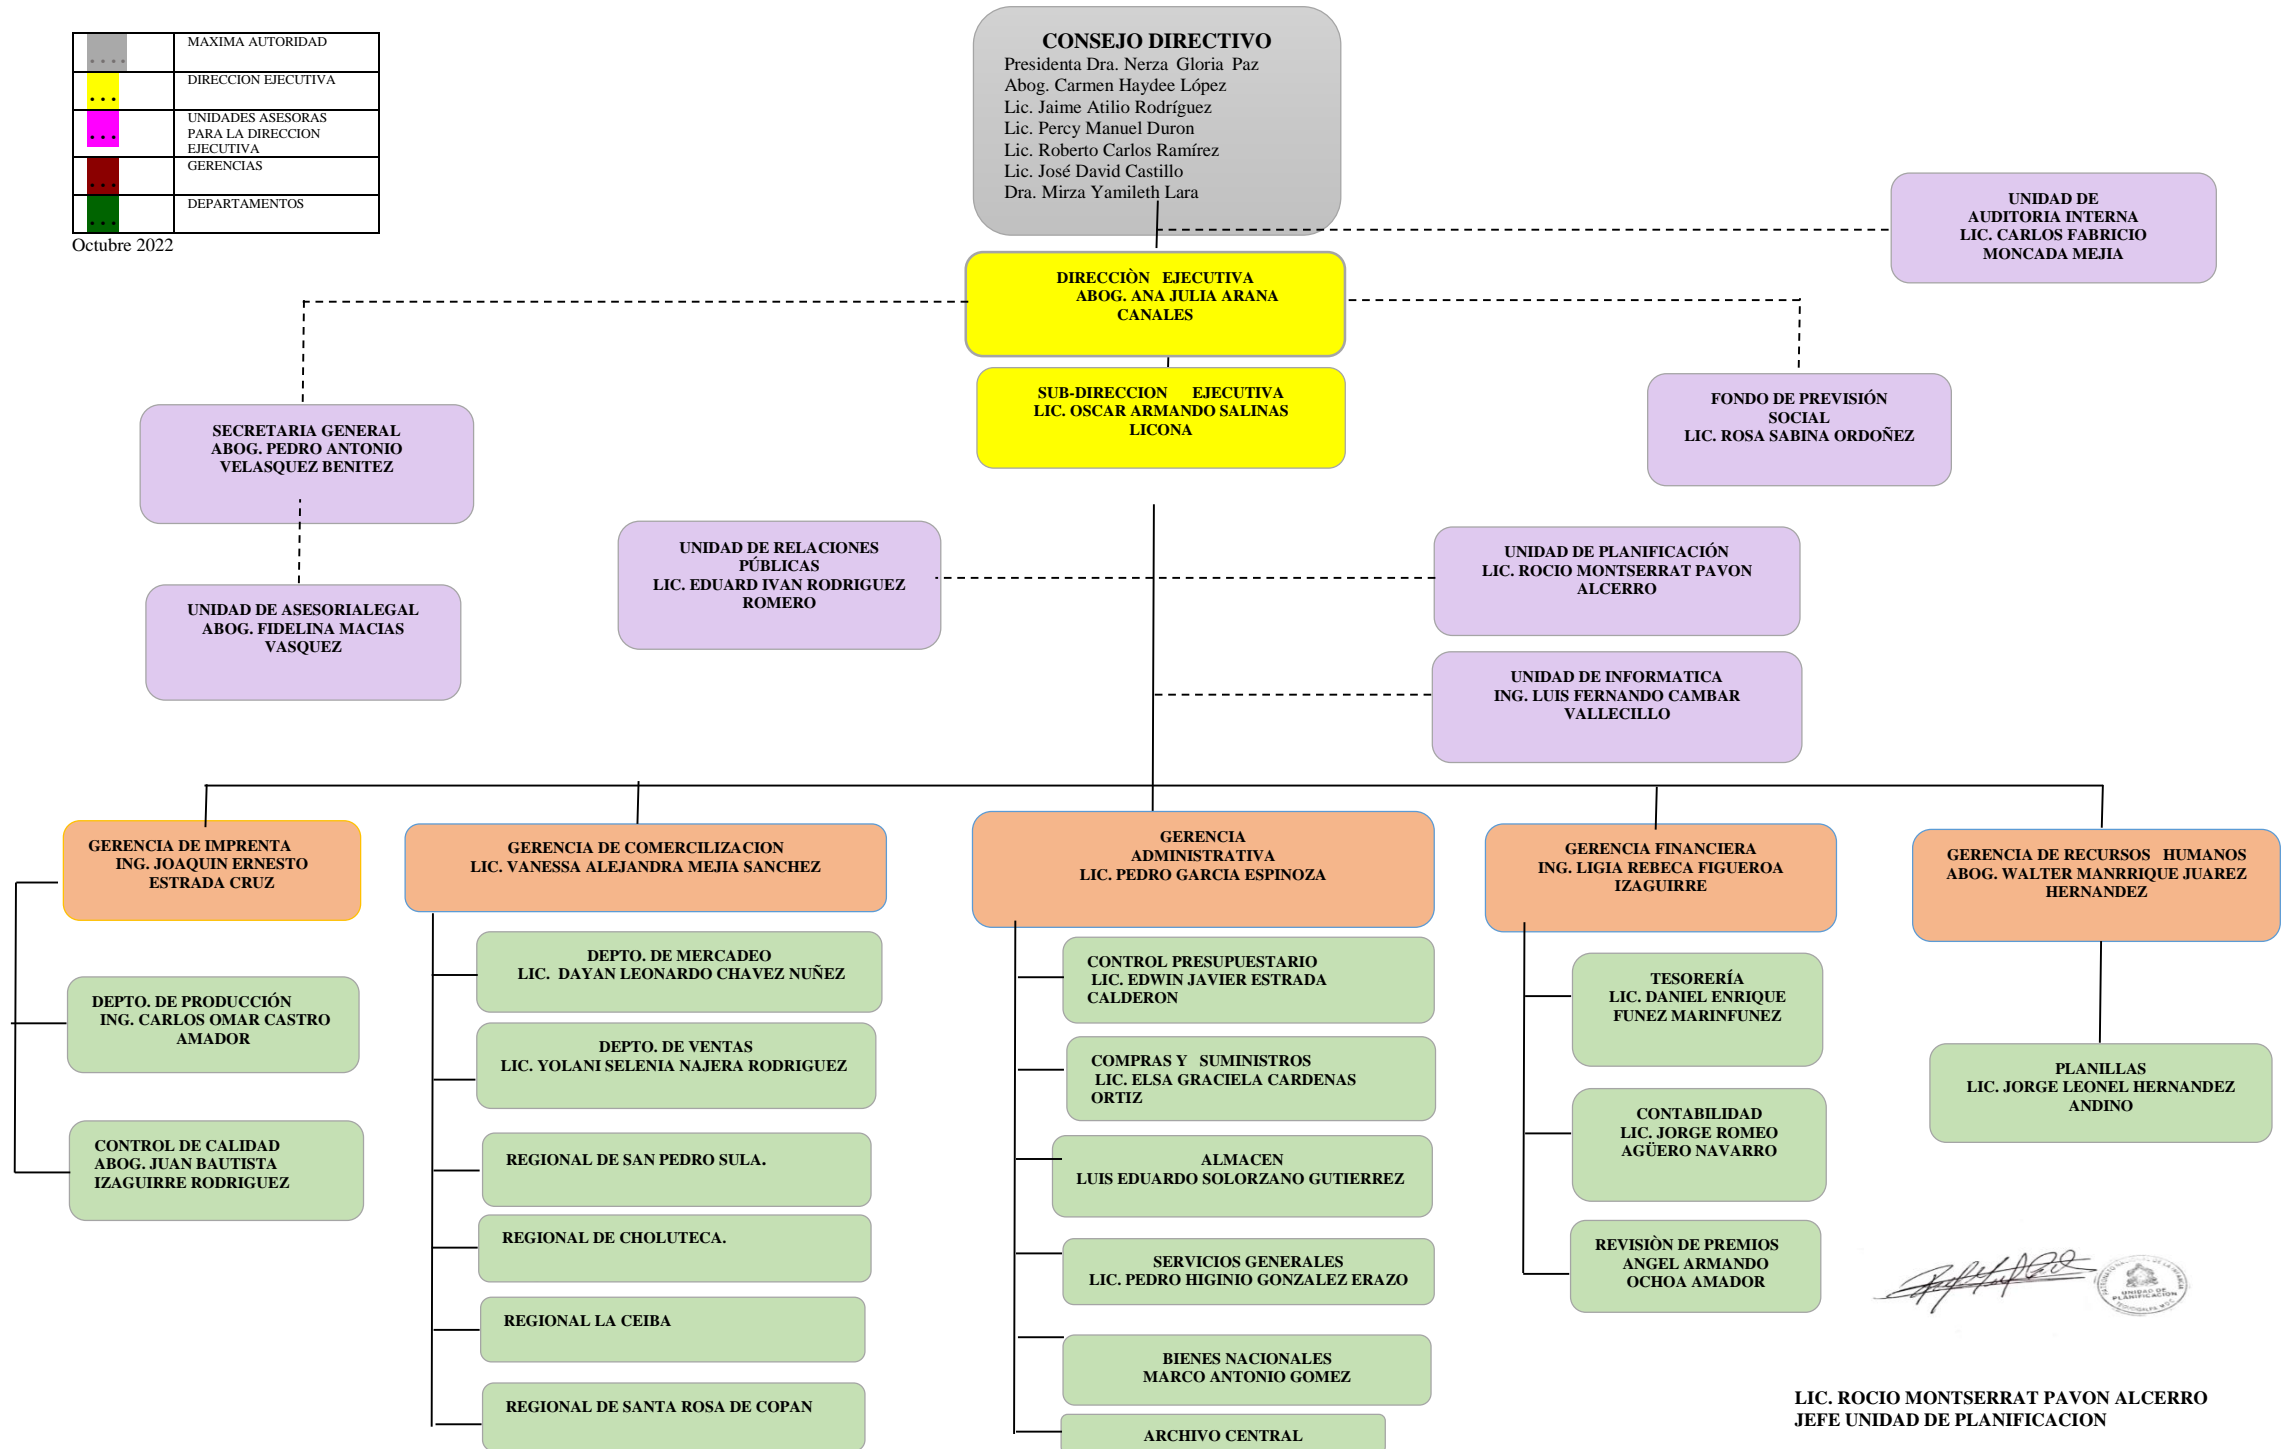 MAXIMA AUTORIDAD
DIRECCION EJECUTIVA
UNIDADES ASESORAS
PARA LA DIRECCION
EJECUTIVA
GERENCIAS
DEPARTAMENTOS
Octubre 2022
CONSEJO DIRECTIVO
Presidenta Dra. Nerza Gloria Paz
Abog. Carmen Haydee López
Lic. Jaime Atilio Rodríguez
Lic. Percy Manuel Duron
Lic. Roberto Carlos Ramírez
Lic. José David Castillo
Dra. Mirza Yamileth Lara
UNIDAD DE
AUDITORIA INTERNA
LIC. CARLOS FABRICIO
MONCADA MEJIA
DIRECCIÒN EJECUTIVA
ABOG. ANA JULIA ARANA
CANALES
SUB-DIRECCION EJECUTIVA
LIC. OSCAR ARMANDO SALINAS
LICONA
FONDO DE PREVISIÓN
SOCIAL
LIC. ROSA SABINA ORDOÑEZ
SECRETARIA GENERAL
ABOG. PEDRO ANTONIO
VELASQUEZ BENITEZ
UNIDAD DE ASESORIALEGAL
ABOG. FIDELINA MACIAS
VASQUEZ
UNIDAD DE RELACIONES
PÚBLICAS
LIC. EDUARD IVAN RODRIGUEZ
ROMERO
UNIDAD DE PLANIFICACIÓN
LIC. ROCIO MONTSERRAT PAVON
ALCERRO
UNIDAD DE INFORMATICA
ING. LUIS FERNANDO CAMBAR
VALLECILLO
GERENCIA DE IMPRENTA
ING. JOAQUIN ERNESTO
ESTRADA CRUZ
DEPTO. DE PRODUCCIÓN
ING. CARLOS OMAR CASTRO
AMADOR
CONTROL DE CALIDAD
ABOG. JUAN BAUTISTA
IZAGUIRRE RODRIGUEZ
GERENCIA DE COMERCILIZACION
LIC. VANESSA ALEJANDRA MEJIA SANCHEZ
DEPTO. DE MERCADEO
LIC. DAYAN LEONARDO CHAVEZ NUÑEZ
DEPTO. DE VENTAS
LIC. YOLANI SELENIA NAJERA RODRIGUEZ
REGIONAL DE SAN PEDRO SULA.
REGIONAL DE CHOLUTECA.
REGIONAL LA CEIBA
REGIONAL DE SANTA ROSA DE COPAN
GERENCIA
ADMINISTRATIVA
LIC. PEDRO GARCIA ESPINOZA
CONTROL PRESUPUESTARIO
LIC. EDWIN JAVIER ESTRADA
CALDERON
COMPRAS Y SUMINISTROS
LIC. ELSA GRACIELA CARDENAS
ORTIZ
ALMACEN
LUIS EDUARDO SOLORZANO GUTIERREZ
SERVICIOS GENERALES
LIC. PEDRO HIGINIO GONZALEZ ERAZO
BIENES NACIONALES
MARCO ANTONIO GOMEZ
ARCHIVO CENTRAL
GERENCIA FINANCIERA
ING. LIGIA REBECA FIGUEROA
IZAGUIRRE
TESORERÍA
LIC. DANIEL ENRIQUE
FUNEZ MARINFUNEZ
CONTABILIDAD
LIC. JORGE ROMEO
AGÜERO NAVARRO
REVISIÒN DE PREMIOS
ANGEL ARMANDO
OCHOA AMADOR
GERENCIA DE RECURSOS HUMANOS
ABOG. WALTER MANRRIQUE JUAREZ
HERNANDEZ
PLANILLAS
LIC. JORGE LEONEL HERNANDEZ
ANDINO
UNIDAD DE
PLANIFICACION
LIC. ROCIO MONTSERRAT PAVON ALCERRO
JEFE UNIDAD DE PLANIFICACION